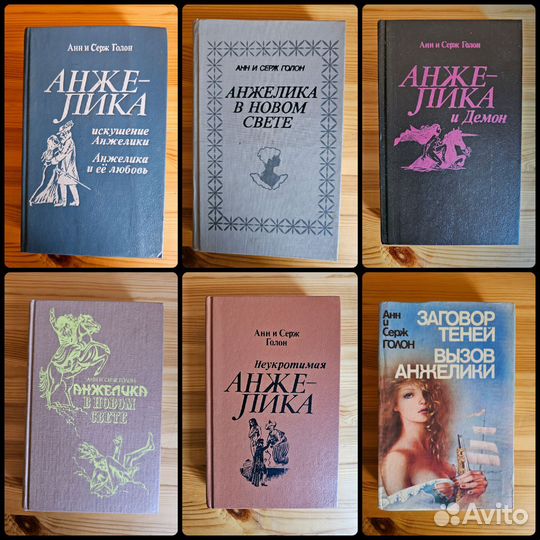 Анн и Серж Голон
АНЖЕ-
ЛИКА
искушение
Анжелики
Анжелика
и её любовь
АНН И СЕРЖ ГОЛОН
АНЖЕЛИКА
В НОВОМ
СВЕТЕ
Анн и Серж Голон
АНЖЕ-
ЛИКА
и Демон
АНН И СЕРЖ ГОЛОН
АНЖЕЛИКА
В НОВОМ
СВЕТЕ
Анн и Серж
Голон
Неукротимая
АНЖЕ-
ЛИКА
Анн
и
Серж
ГОЛОН
ЗАГОВОР
ТЕНЕЙ
ВЫЗОВ
АНЖЕЛИКИ
Avito